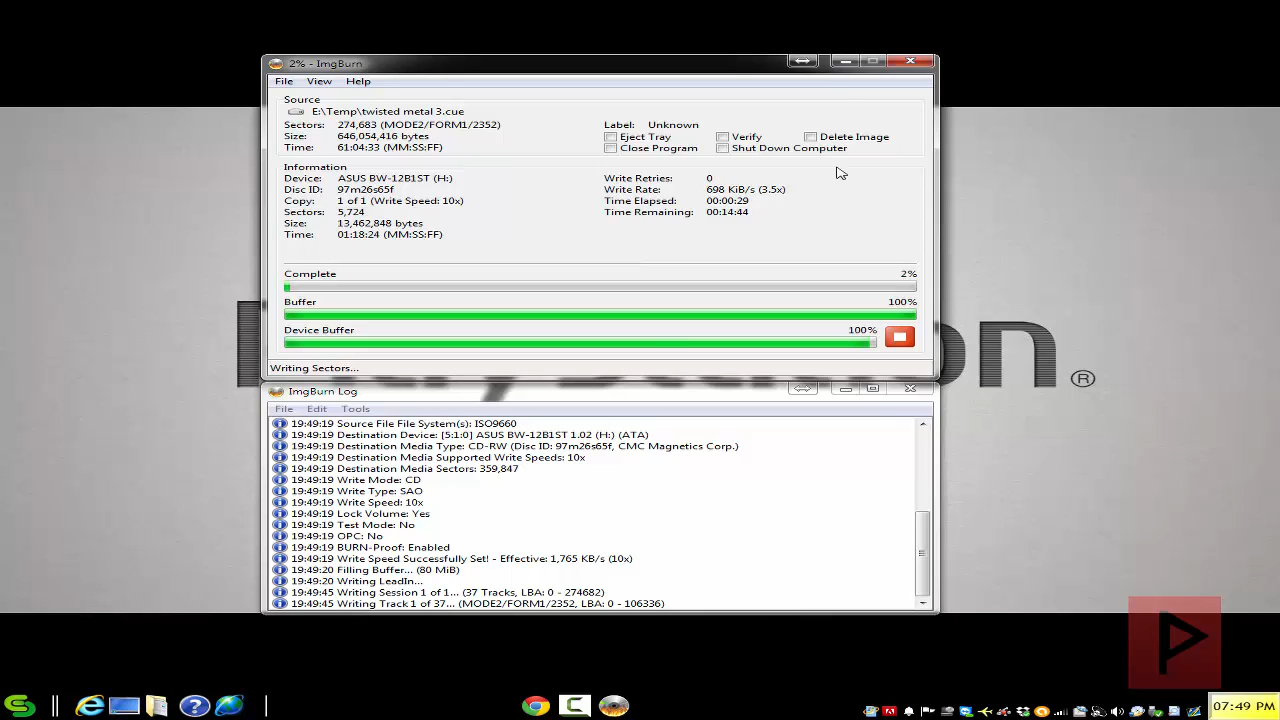 2% - ImgBurn
File View Help
Source
E:\Temp\twisted metal 3.cue
Sectors: 274,683 (MODE2/FORM1/2352) Label: Unknown
Size: 646,054,416 bytes Eject Tray Verify Delete Image
Time: 61:04:33 (MM:SS:FF) Close Program Shut Down Computer
Information
Device: ASUS BW-12B1ST (H:) Write Retries: 0
Disc ID: 97m26s65f Write Rate: 698 KiB/s (3.5x)
Copy: 1 of 1 (Write Speed: 10x) Time Elapsed: 00:00:29
Sectors: 5,724 Time Remaining: 00:14:44
Size: 13,462,848 bytes
Time: 01:18:24 (MM:SS:FF)
Complete 2%
Buffer 100%
Device Buffer 100%
Writing Sectors...
®
ImgBurn Log
File Edit Tools
19:49:19 Source File File System(s): ISO9660
19:49:19 Destination Device: [5:1:0] ASUS BW-12B1ST 1.02 (H:) (ATA)
19:49:19 Destination Media Type: CD-RW (Disc ID: 97m26s65f, CMC Magnetics Corp.)
19:49:19 Destination Media Supported Write Speeds: 10x
19:49:19 Destination Media Sectors: 359,847
19:49:19 Write Mode: CD
19:49:19 Write Type: SAO
19:49:19 Write Speed: 10x
19:49:19 Lock Volume: Yes
19:49:19 Test Mode: No
19:49:19 OPC: No
19:49:19 BURN-Proof: Enabled
19:49:19 Write Speed Successfully Set! - Effective: 1,765 KB/s (10x)
19:49:20 Filling Buffer... (80 MiB)
19:49:20 Writing LeadIn...
19:49:45 Writing Session 1 of 1... (37 Tracks, LBA: 0 - 274682)
19:49:45 Writing Track 1 of 37... (MODE2/FORM1/2352, LBA: 0 - 106336)
P
07:49 PM